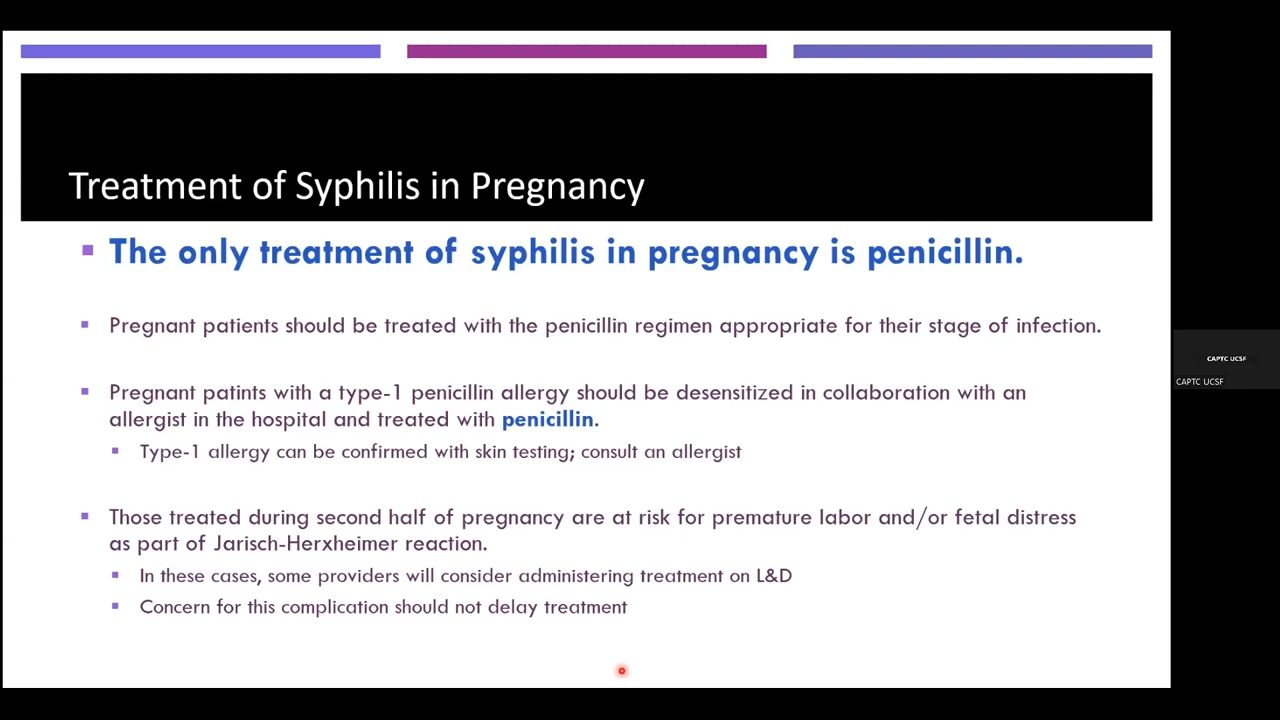 Treatment of Syphilis in Pregnancy
The only treatment of syphilis in pregnancy is penicillin.
Pregnant patients should be treated with the penicillin regimen appropriate for their stage of infection.
Pregnant patints with a type-1 penicillin allergy should be desensitized in collaboration with an
allergist in the hospital and treated with penicillin.
Type-1 allergy can be confirmed with skin testing; consult an allergist
Those treated during second half of pregnancy are at risk for premature labor and/or fetal distress
as part of Jarisch-Herxheimer reaction.
In these cases, some providers will consider administering treatment on L&D
Concern for this complication should not delay treatment
CAPTC UCSF
CAPTC UCSF